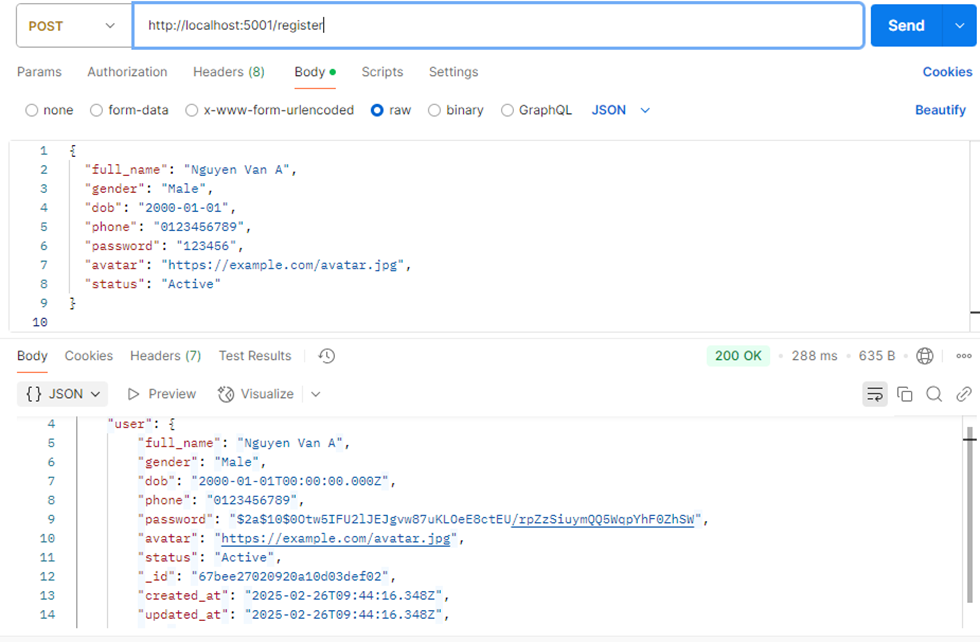 POST http://localhost:5001/register Send
Params Authorization Headers (8) Body Scripts Settings Cookies
none form-data x-www-form-urlencoded raw binary GraphQL JSON Beautify
1 {
2 "full_name": "Nguyen Van A",
3 "gender": "Male",
4 "dob": "2000-01-01",
5 "phone": "0123456789",
6 "password": "123456",
7 "avatar": "https://example.com/avatar.jpg",
8 "status": "Active"
9 }
10
Body Cookies Headers (7) Test Results 200 OK • 288 ms • 635 B
{} JSON Preview Visualize
4 "user": {
5 "full_name": "Nguyen Van A",
6 "gender": "Male",
7 "dob": "2000-01-01T00:00:00.000Z",
8 "phone": "0123456789",
9 "password": "$2a$10$0Otw5IFU2lJEJgvw87uKLOeE8ctEU/rpZzSiuymQQ5WqpYhF0ZhSW",
10 "avatar": "https://example.com/avatar.jpg",
11 "status": "Active",
12 "_id": "67bee27020920a10d03def02",
13 "created_at": "2025-02-26T09:44:16.348Z",
14 "updated_at": "2025-02-26T09:44:16.348Z",